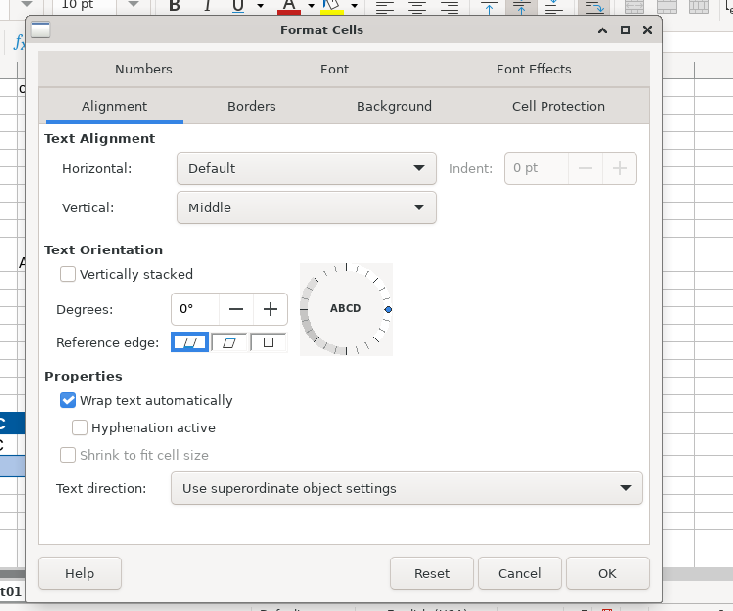 10 pt B I U A
Format Cells
Numbers Font Font Effects
Alignment Borders Background Cell Protection
Text Alignment
Horizontal: Default Indent: 0 pt
Vertical: Middle
Text Orientation
Vertically stacked
ABCD
Degrees: 0°
Reference edge:
Properties
Wrap text automatically
Hyphenation active
Shrink to fit cell size
Text direction: Use superordinate object settings
Help Reset Cancel OK
t01